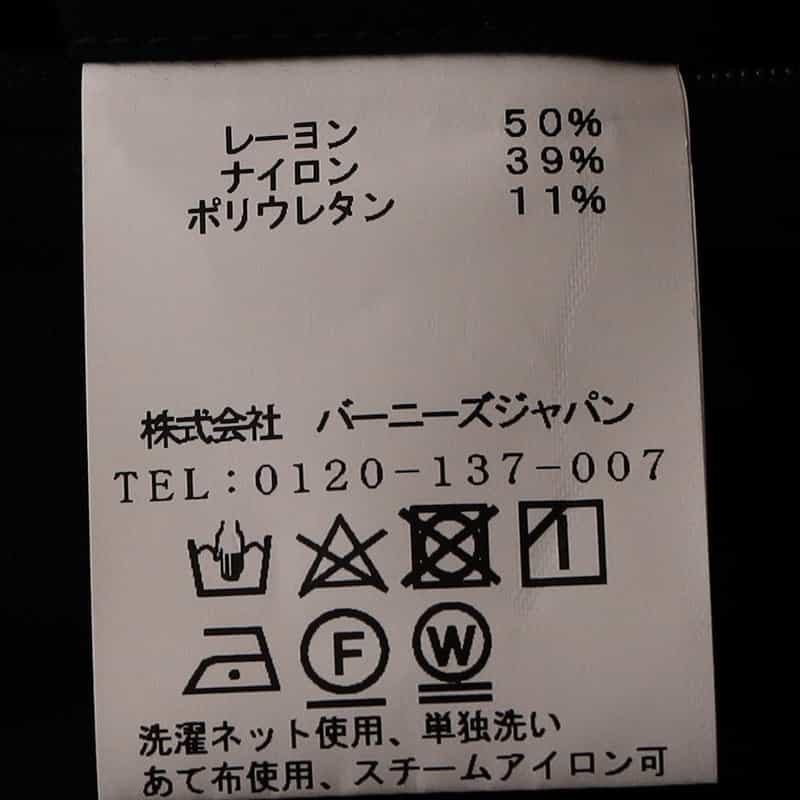 レーヨン 50%
ナイロン 39%
ポリウレタン 11%
株式会社 バーニーズジャパン
TEL:0120-137-007
F W
洗濯ネット使用、単独洗い
あて布使用、スチームアイロン可